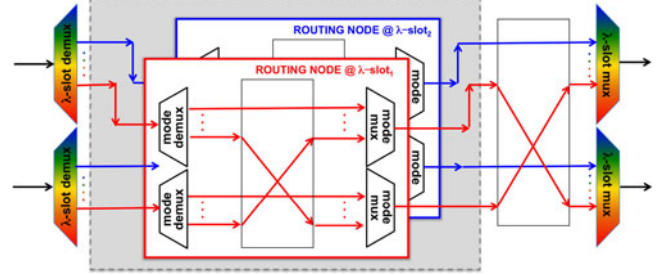 ROUTING NODE @ λ–slot2
ROUTING NODE @ λ–slot1
λ-slot demux
λ-slot demux
mode
demux
mode
demux
mode
mux
mode
mux
mode
mode
λ-slot mux
λ-slot mux